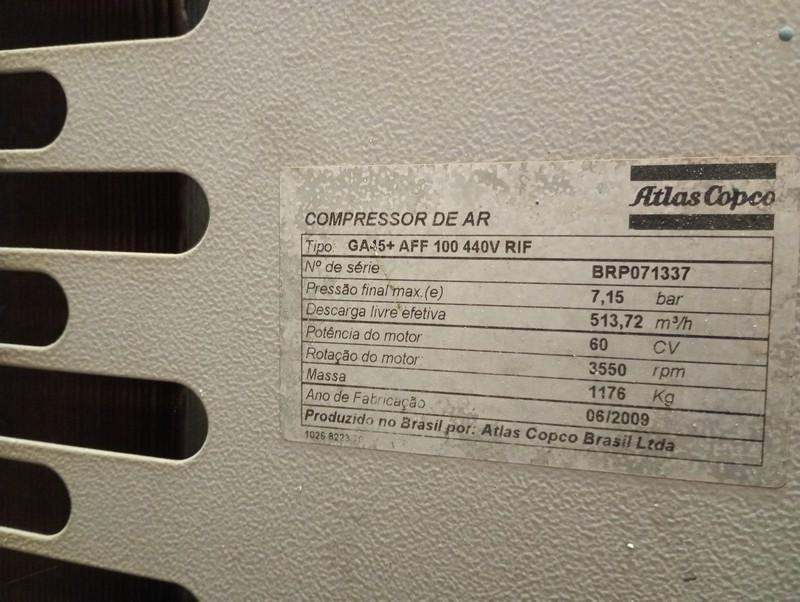 Atlas Copco
COMPRESSOR DE AR
Tipo: GA45+ AFF 100 440V RIF
Nº de série BRP071337
Pressão final max.(e) 7,15 bar
Descarga livre efetiva 513,72 m³/h
Potência do motor 60 CV
Rotação do motor 3550 rpm
Massa 1176 Kg
Ano de Fabricação 06/2009
Produzido no Brasil por: Atlas Copco Brasil Ltda
1026 8223